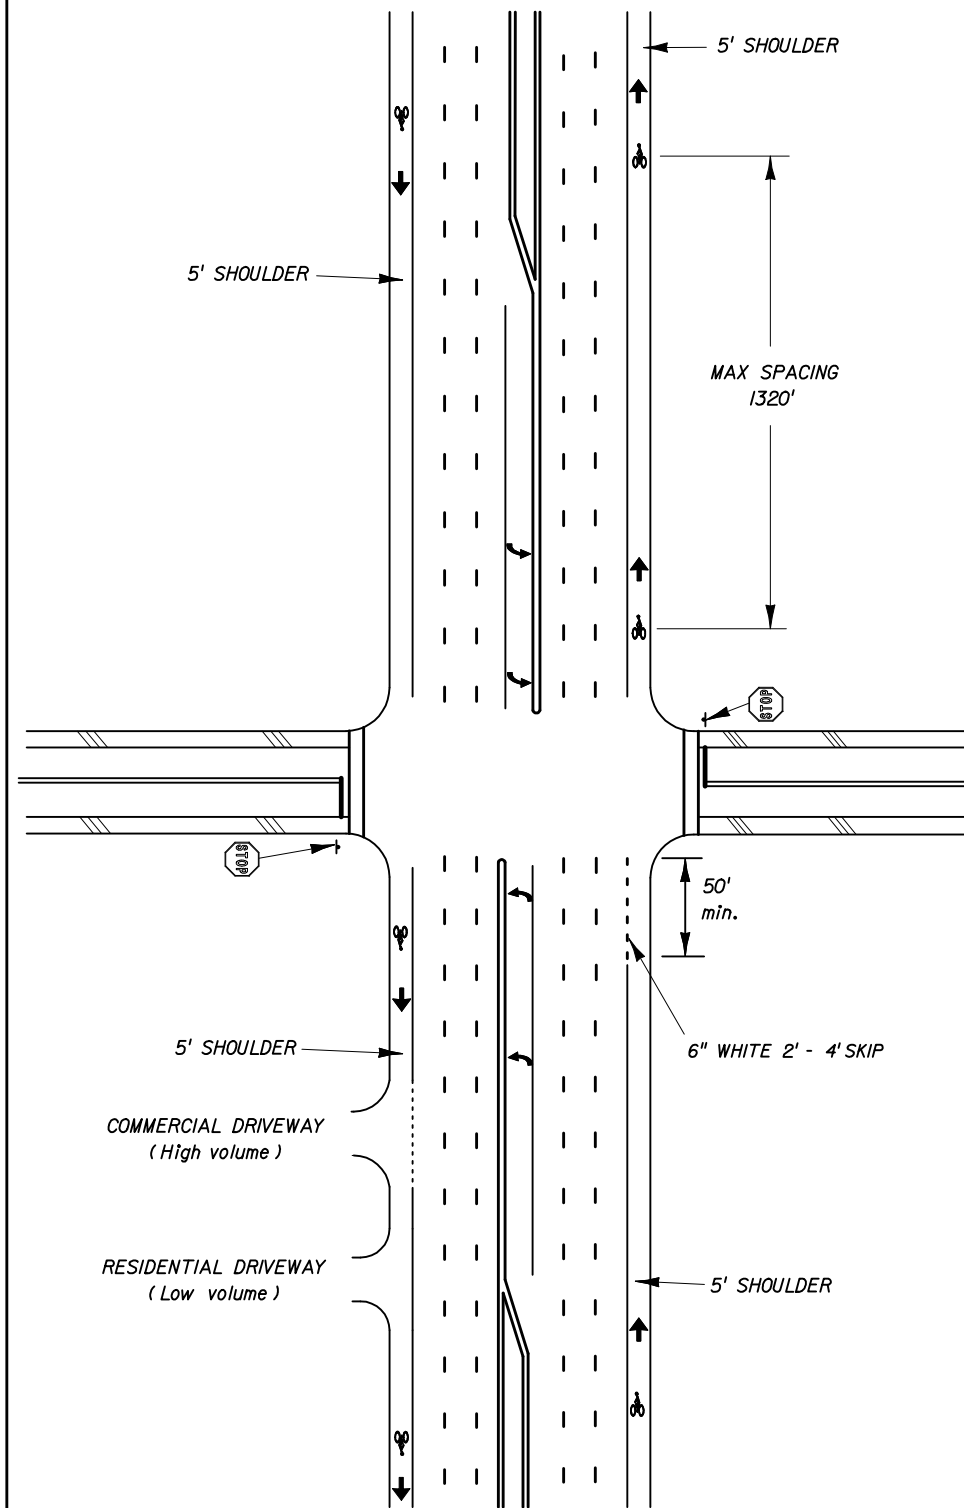 5' SHOULDER
5' SHOULDER
MAX SPACING
1320'
STOP
STOP
50'
min.
5' SHOULDER
6" WHITE 2' - 4' SKIP
COMMERCIAL DRIVEWAY
( High volume )
RESIDENTIAL DRIVEWAY
( Low volume )
5' SHOULDER